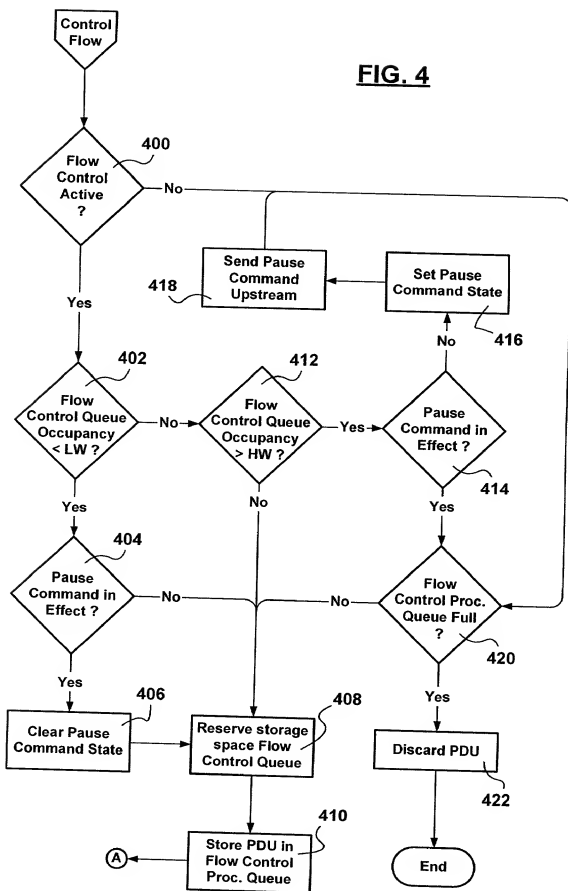 Control
Flow
FIG. 4
400
Flow
Control
Active
?
No
Send Pause
Command
Upstream
418
Set Pause
Command State
416
Yes
No
402
Flow
Control Queue
Occupancy
< LW ?
No
412
Flow
Control Queue
Occupancy
> HW ?
Yes
Pause
Command in
Effect ?
414
Yes
No
Yes
404
Pause
Command in
Effect ?
No
No
Flow
Control Proc.
Queue Full
?
420
Yes
Yes
406
Clear Pause
Command State
408
Reserve storage
space Flow
Control Queue
Discard PDU
422
410
Store PDU in
Flow Control
Proc. Queue
A
End